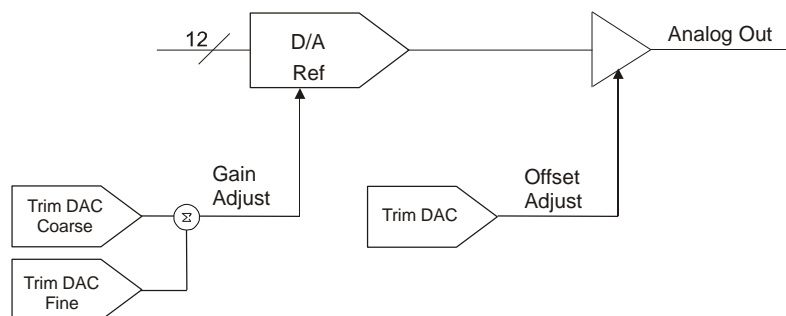 12
D/A
Ref
Analog Out
Gain
Adjust
Offset
Adjust
Trim DAC
Coarse
Σ
Trim DAC
Trim DAC
Fine